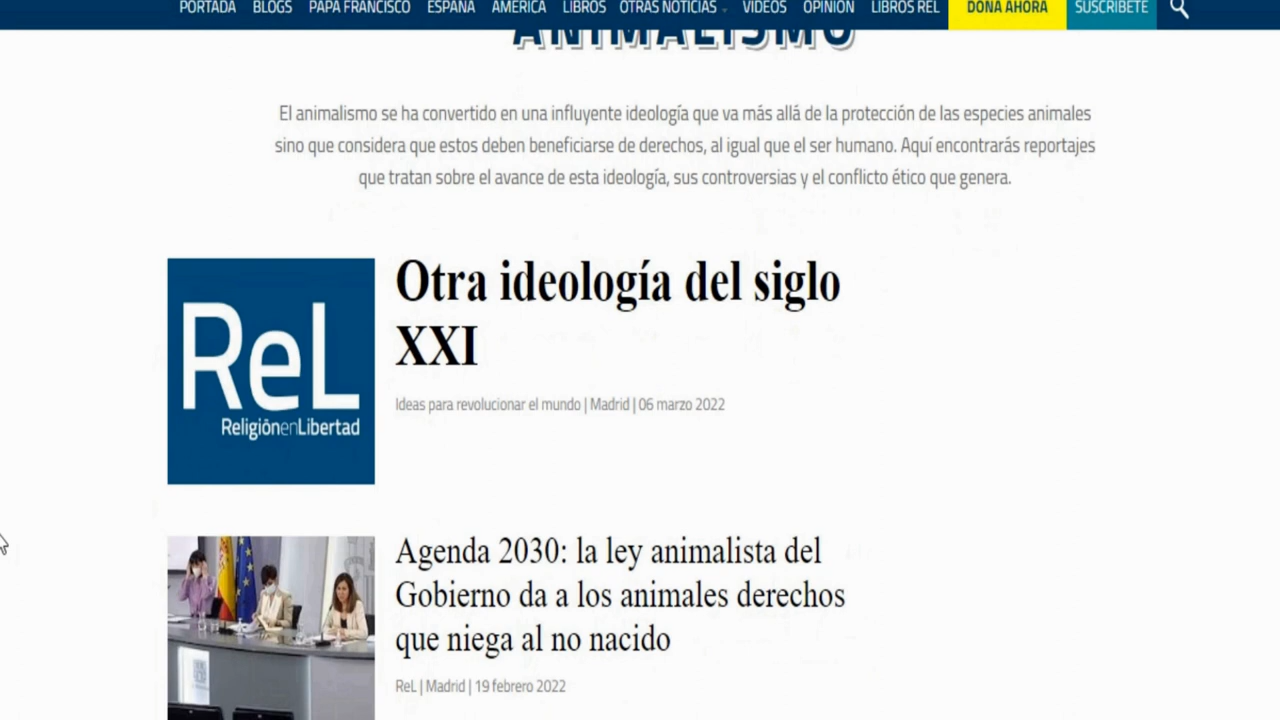 PORTADA BLOGS PAPA FRANCISCO ESPAÑA AMÉRICA LIBROS OTRAS NOTICIAS VÍDEOS OPINIÓN LIBROS REL DONA AHORA SUSCRÍBETE
ANIMALISMO
El animalismo se ha convertido en una influyente ideología que va más allá de la protección de las especies animales
sino que considera que estos deben beneficiarse de derechos, al igual que el ser humano. Aquí encontrarás reportajes
que tratan sobre el avance de esta ideología, sus controversias y el conflicto ético que genera.
ReL
ReligiónenLibertad
Otra ideología del siglo
XXI
Ideas para revolucionar el mundo | Madrid | 06 marzo 2022
Agenda 2030: la ley animalista del
Gobierno da a los animales derechos
que niega al no nacido
ReL | Madrid | 19 febrero 2022